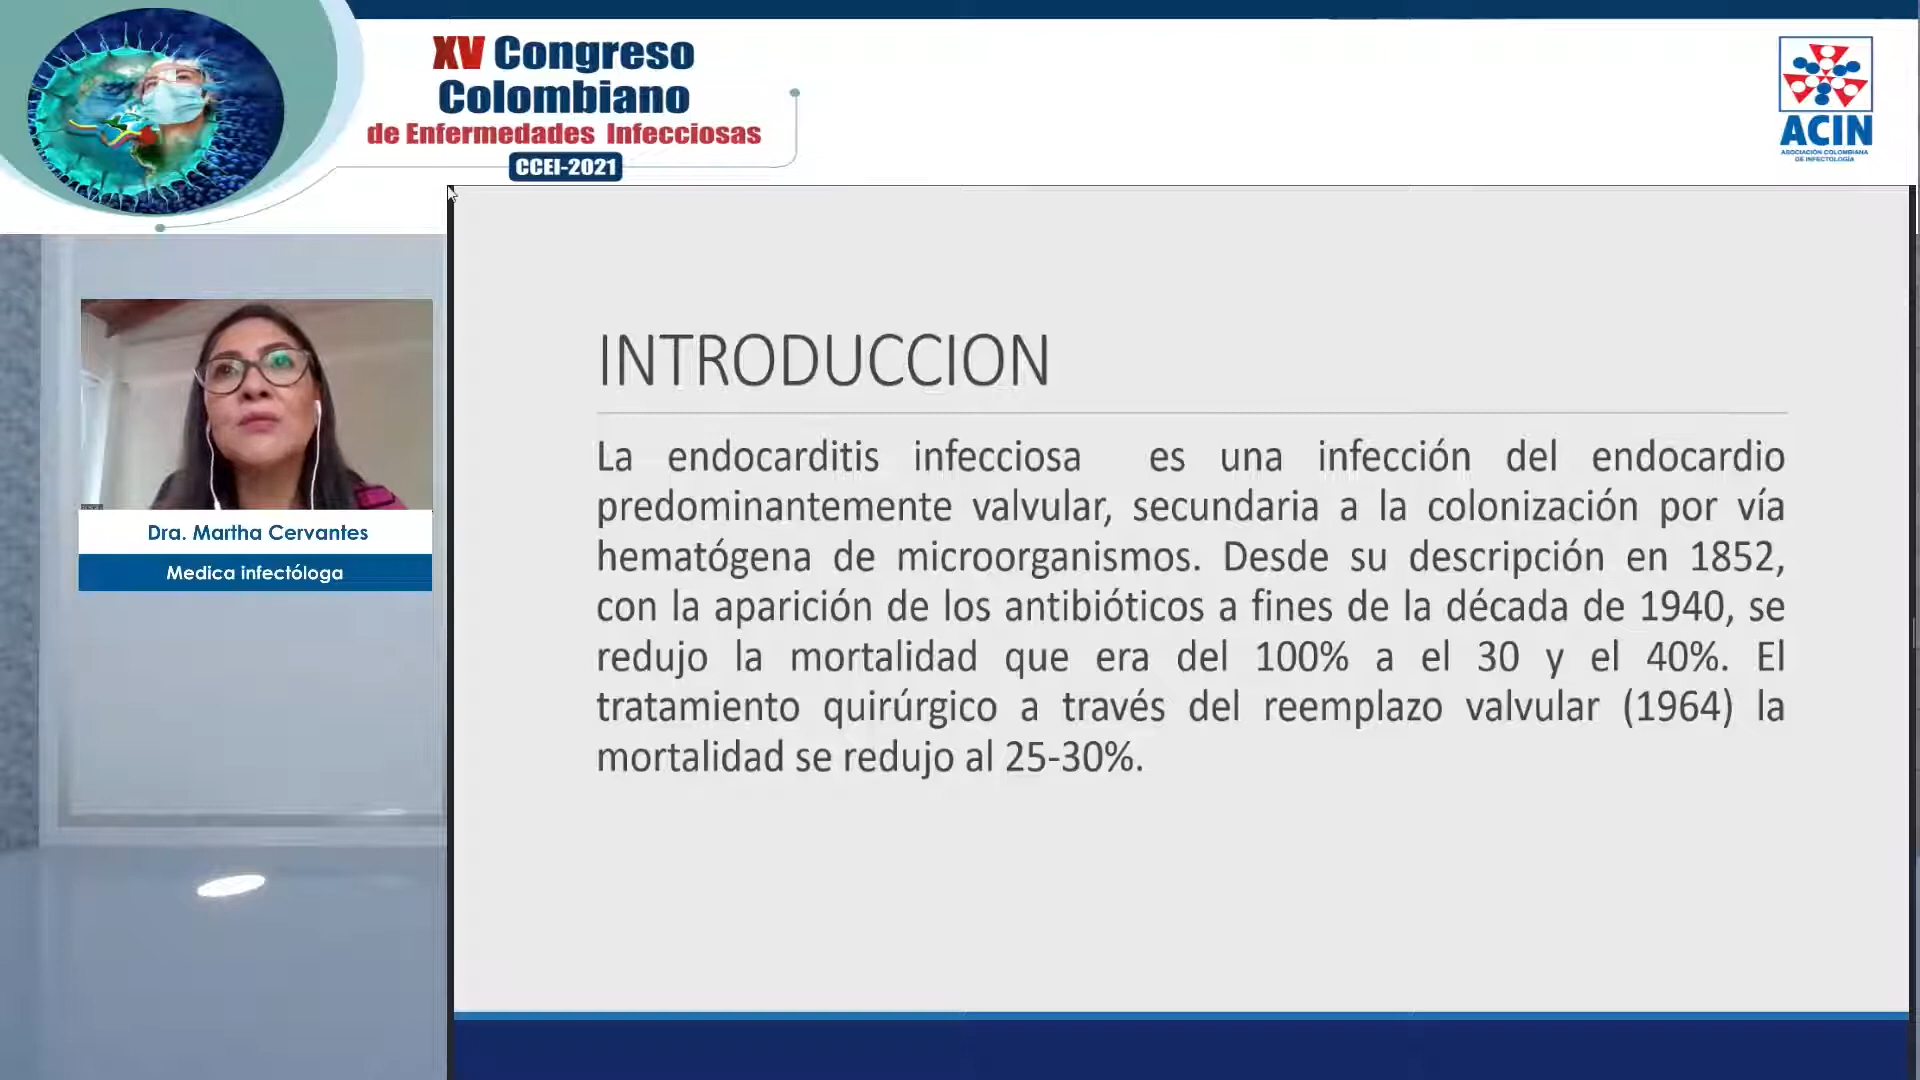 XV Congreso
Colombiano
de Enfermedades Infecciosas
CCEI-2021
ACIN
ASOCIACIÓN COLOMBIANA
DE INFECTOLOGÍA
Dra. Martha Cervantes
Medica infectóloga
INTRODUCCION
La endocarditis infecciosa es una infección del endocardio
predominantemente valvular, secundaria a la colonización por vía
hematógena de microorganismos. Desde su descripción en 1852,
con la aparición de los antibióticos a fines de la década de 1940, se
redujo la mortalidad que era del 100% a el 30 y el 40%. El
tratamiento quirúrgico a través del reemplazo valvular (1964) la
mortalidad se redujo al 25-30%.